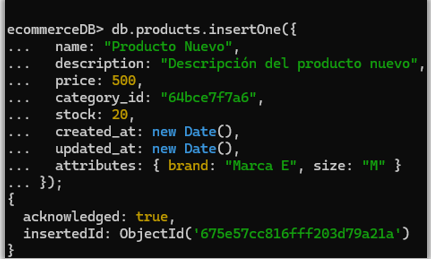 ecommerceDB> db.products.insertOne({
...   name: "Producto Nuevo",
...   description: "Descripción del producto nuevo",
...   price: 500,
...   category_id: "64bce7f7a6",
...   stock: 20,
...   created_at: new Date(),
...   updated_at: new Date(),
...   attributes: { brand: "Marca E", size: "M" }
... });
{
  acknowledged: true,
  insertedId: ObjectId('675e57cc816fff203d79a21a')
}